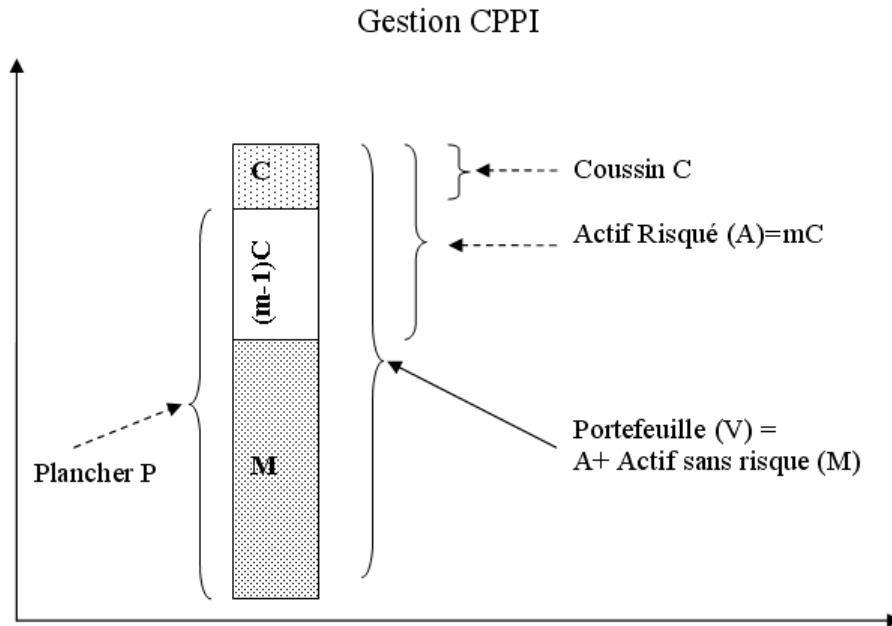 Gestion CPPI
C
Coussin C
(m-1)C
Actif Risqué (A)=mC
Portefeuille (V) =
A+ Actif sans risque (M)
M
Plancher P